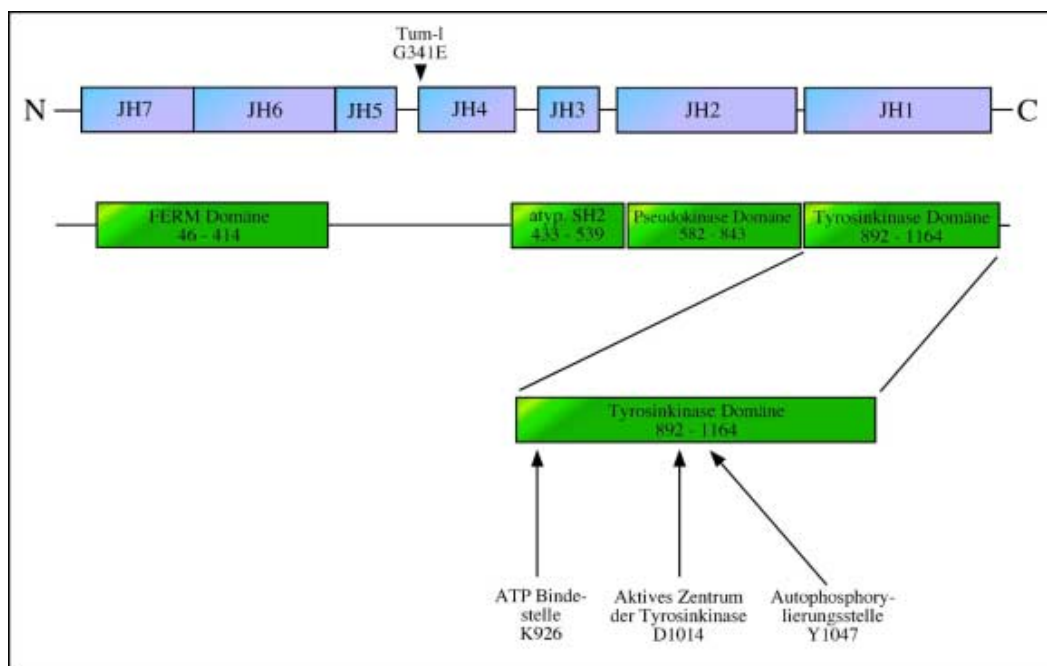 Tum-l
G341E
N JH7 JH6 JH5 JH4 JH3 JH2 JH1 C
FERM Domäne
46 - 414
atyp. SH2
433 - 539
Pseudokinase Domäne
582 - 843
Tyrosinkinase Domäne
892 - 1164
Tyrosinkinase Domäne
892 - 1164
ATP Binde-
stelle
K926
Aktives Zentrum
der Tyrosinkinase
D1014
Autophosphory-
lierungsstelle
Y1047